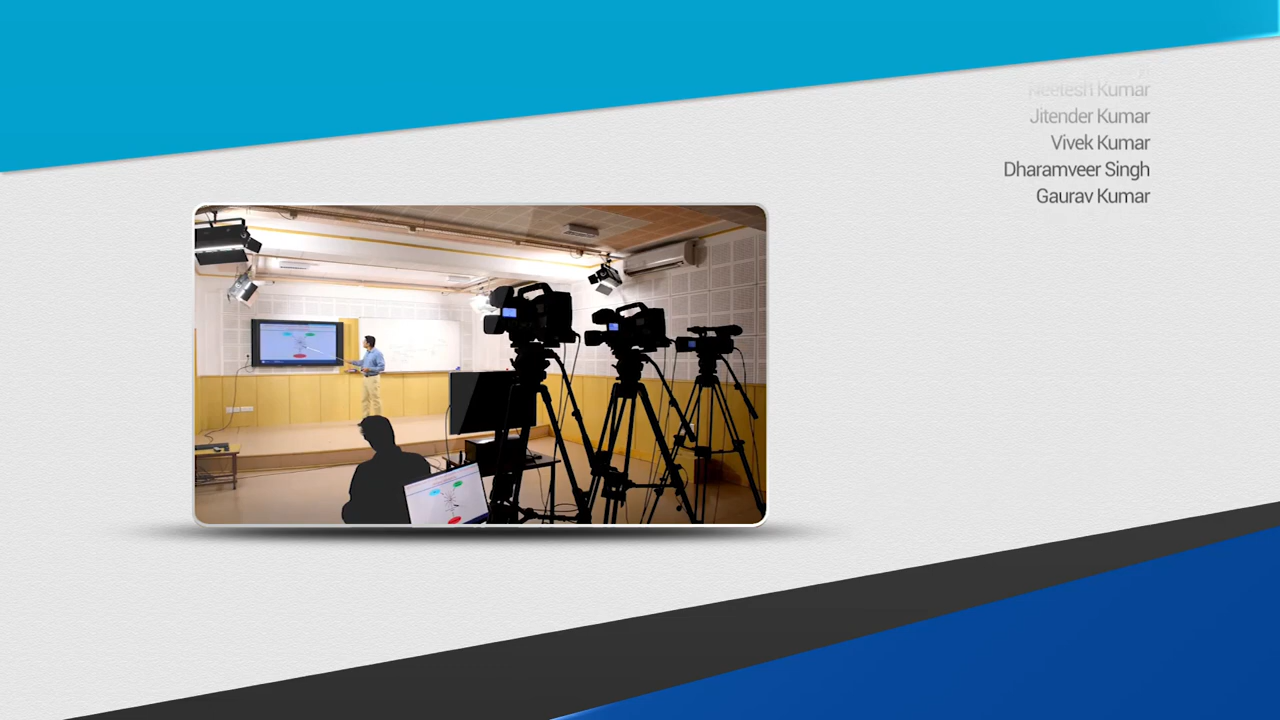 Neetesh Kumar
Jitender Kumar
Vivek Kumar
Dharamveer Singh
Gaurav Kumar